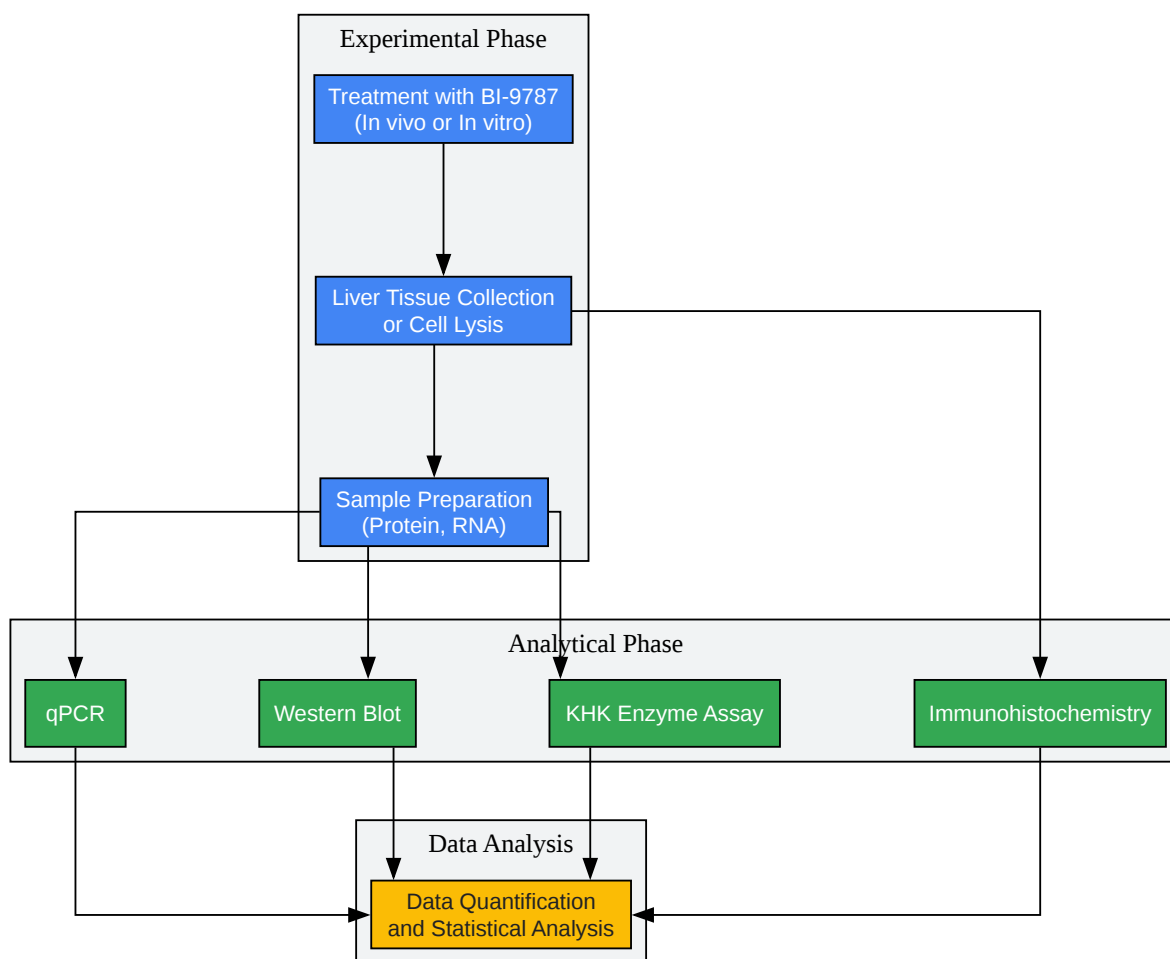 Experimental Phase
Treatment with BI-9787
(In vivo or In vitro)
Liver Tissue Collection
or Cell Lysis
Sample Preparation
(Protein, RNA)
Analytical Phase
qPCR
Western Blot
KHK Enzyme Assay
Immunohistochemistry
Data Analysis
Data Quantification
and Statistical Analysis